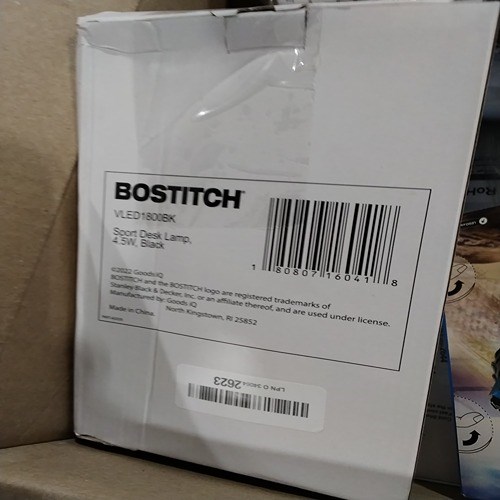 BOSTITCH
VLED1800BK
Sport Desk Lamp,
4.5W, Black
1 80807 16041 8
©2022 Goods iQ
BOSTITCH and the BOSTITCH logo are registered trademarks of
Stanley Black & Decker, Inc. or an affiliate thereof, and are used under license.
Manufactured by: Goods iQ
North Kingstown, RI 25852
Made in China.
2623